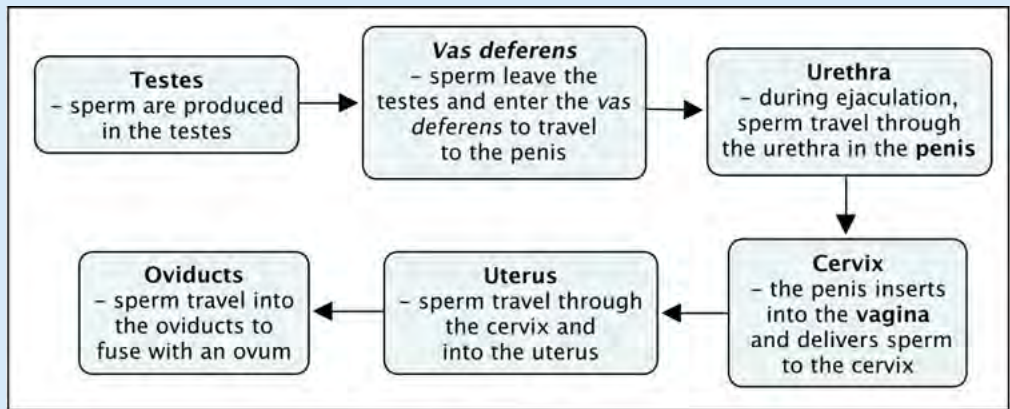 Testes
– sperm are produced
in the testes
Vas deferens
– sperm leave the
testes and enter the vas
deferens to travel
to the penis
Urethra
– during ejaculation,
sperm travel through
the urethra in the penis
Cervix
– the penis inserts
into the vagina
and delivers sperm
to the cervix
Uterus
– sperm travel through
the cervix and
into the uterus
Oviducts
– sperm travel into
the oviducts to
fuse with an ovum